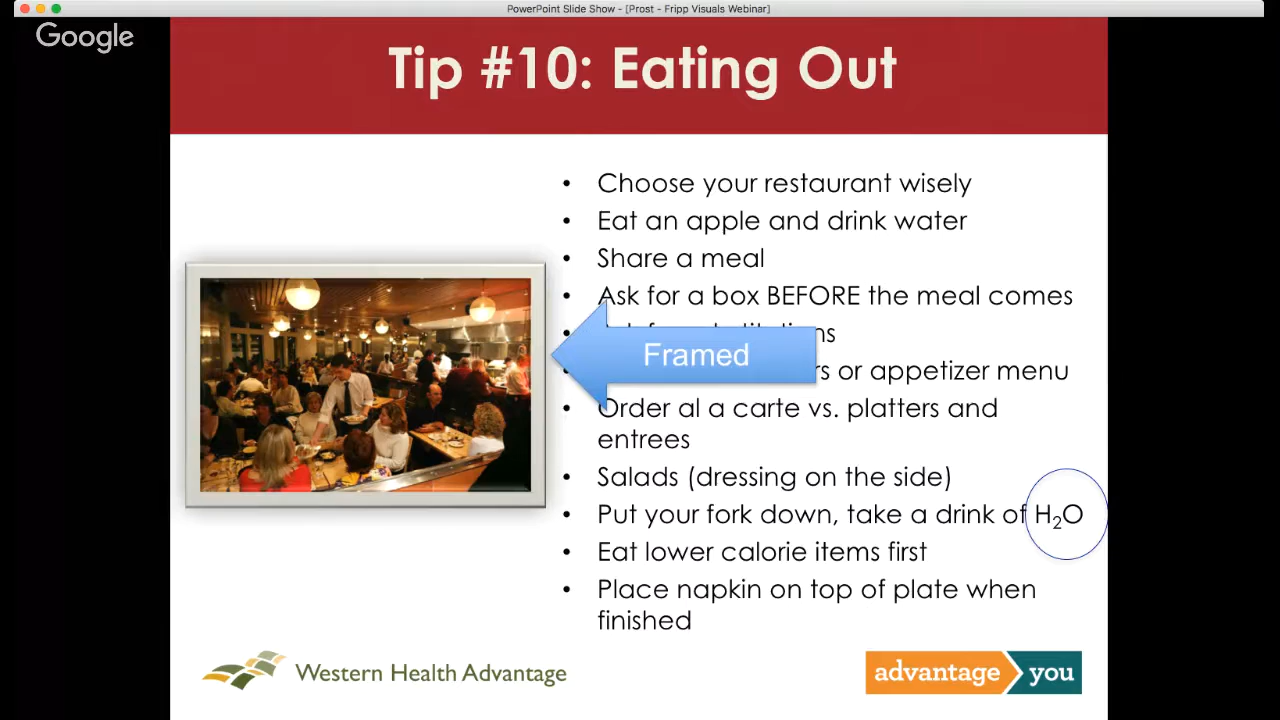 PowerPoint Slide Show - [Prost - Fripp Visuals Webinar]
Google
Tip #10: Eating Out
• Choose your restaurant wisely
• Eat an apple and drink water
• Share a meal
• Ask for a box BEFORE the meal comes
•
• or appetizer menu
Framed
• Order al a carte vs. platters and
entrees
• Salads (dressing on the side)
• Put your fork down, take a drink of H₂O
• Eat lower calorie items first
• Place napkin on top of plate when
finished
Western Health Advantage
advantage you